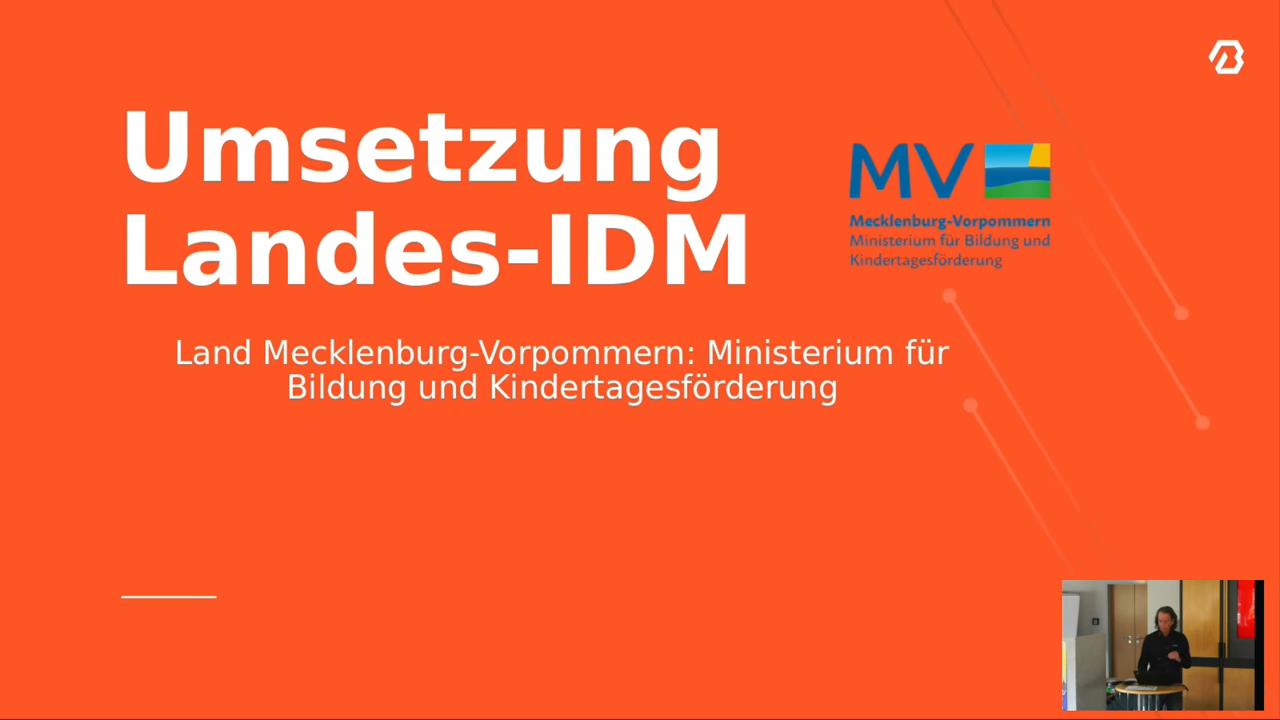 Umsetzung
Landes-IDM
MV
Mecklenburg-Vorpommern
Ministerium für Bildung und
Kindertagesförderung
Land Mecklenburg-Vorpommern: Ministerium für
Bildung und Kindertagesförderung